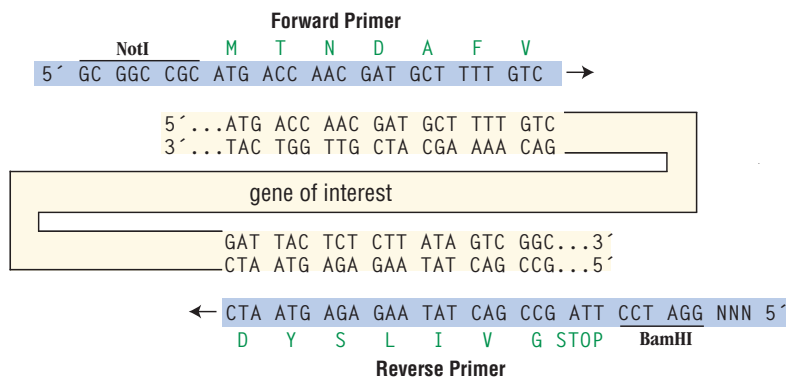 Forward Primer
NotI M T N D A F V
5´ GC GGC CGC ATG ACC AAC GAT GCT TTT GTC
5´...ATG ACC AAC GAT GCT TTT GTC
3´...TAC TGG TTG CTA CGA AAA CAG
gene of interest
GAT TAC TCT CTT ATA GTC GGC...3´
CTA ATG AGA GAA TAT CAG CCG...5´
CTA ATG AGA GAA TAT CAG CCG ATT CCT AGG NNN 5´
D Y S L I V G STOP BamHI
Reverse Primer